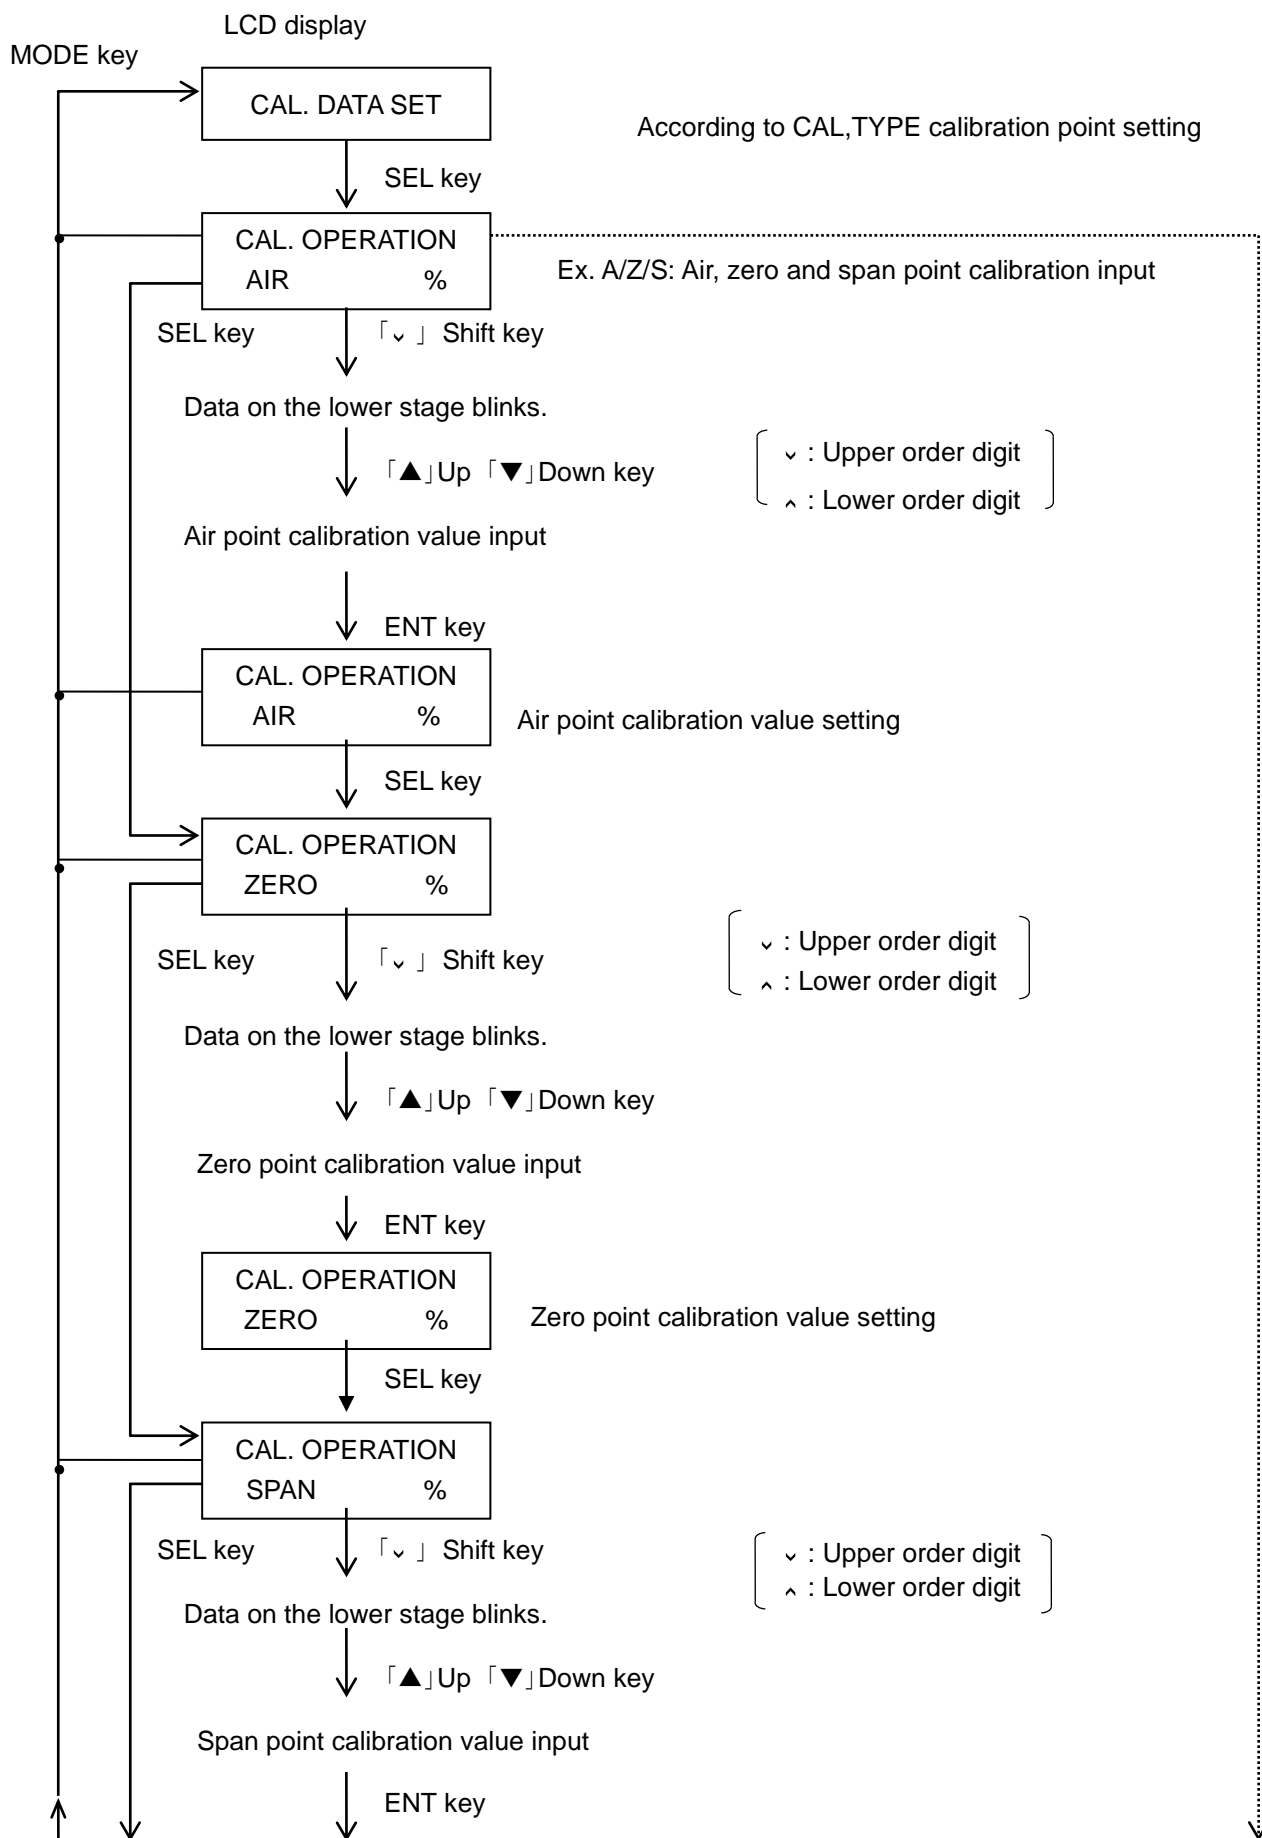 LCD display
MODE key
CAL. DATA SET
According to CAL,TYPE calibration point setting
SEL key
CAL. OPERATION
AIR %
Ex. A/Z/S: Air, zero and span point calibration input
SEL key 「⌄」 Shift key
Data on the lower stage blinks.
⌄ : Upper order digit
「▲」Up 「▼」Down key
⌃ : Lower order digit
Air point calibration value input
ENT key
CAL. OPERATION
AIR %
Air point calibration value setting
SEL key
CAL. OPERATION
ZERO %
⌄ : Upper order digit
SEL key 「⌄」 Shift key
⌃ : Lower order digit
Data on the lower stage blinks.
「▲」Up 「▼」Down key
Zero point calibration value input
ENT key
CAL. OPERATION
ZERO %
Zero point calibration value setting
SEL key
CAL. OPERATION
SPAN %
SEL key 「⌄」 Shift key
⌄ : Upper order digit
⌃ : Lower order digit
Data on the lower stage blinks.
「▲」Up 「▼」Down key
Span point calibration value input
ENT key